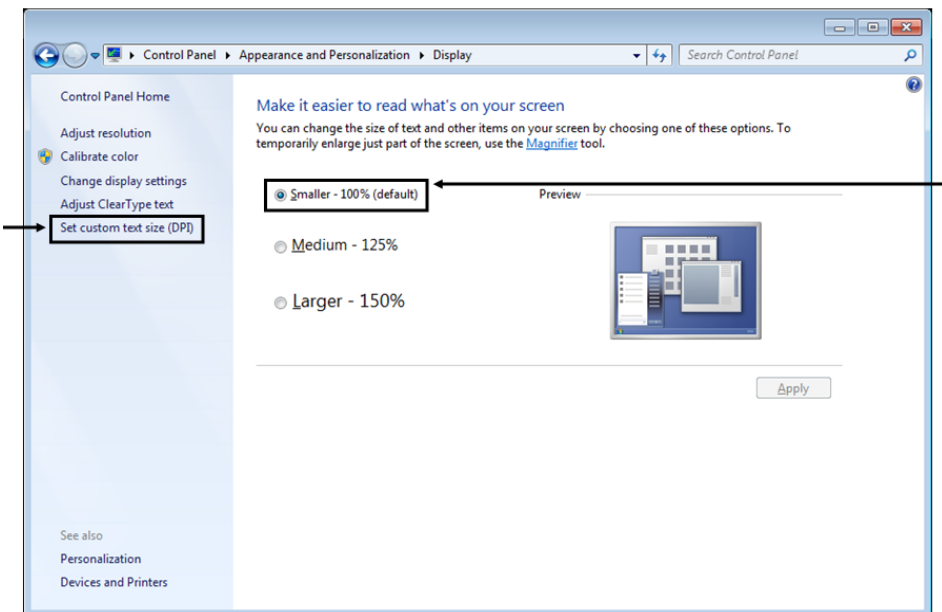 Control Panel ▸ Appearance and Personalization ▸ Display
Search Control Panel
Control Panel Home
Adjust resolution
Calibrate color
Change display settings
Adjust ClearType text
Set custom text size (DPI)
Make it easier to read what's on your screen
You can change the size of text and other items on your screen by choosing one of these options. To
temporarily enlarge just part of the screen, use the Magnifier tool.
Smaller - 100% (default)
Preview
Medium - 125%
Larger - 150%
Apply
See also
Personalization
Devices and Printers